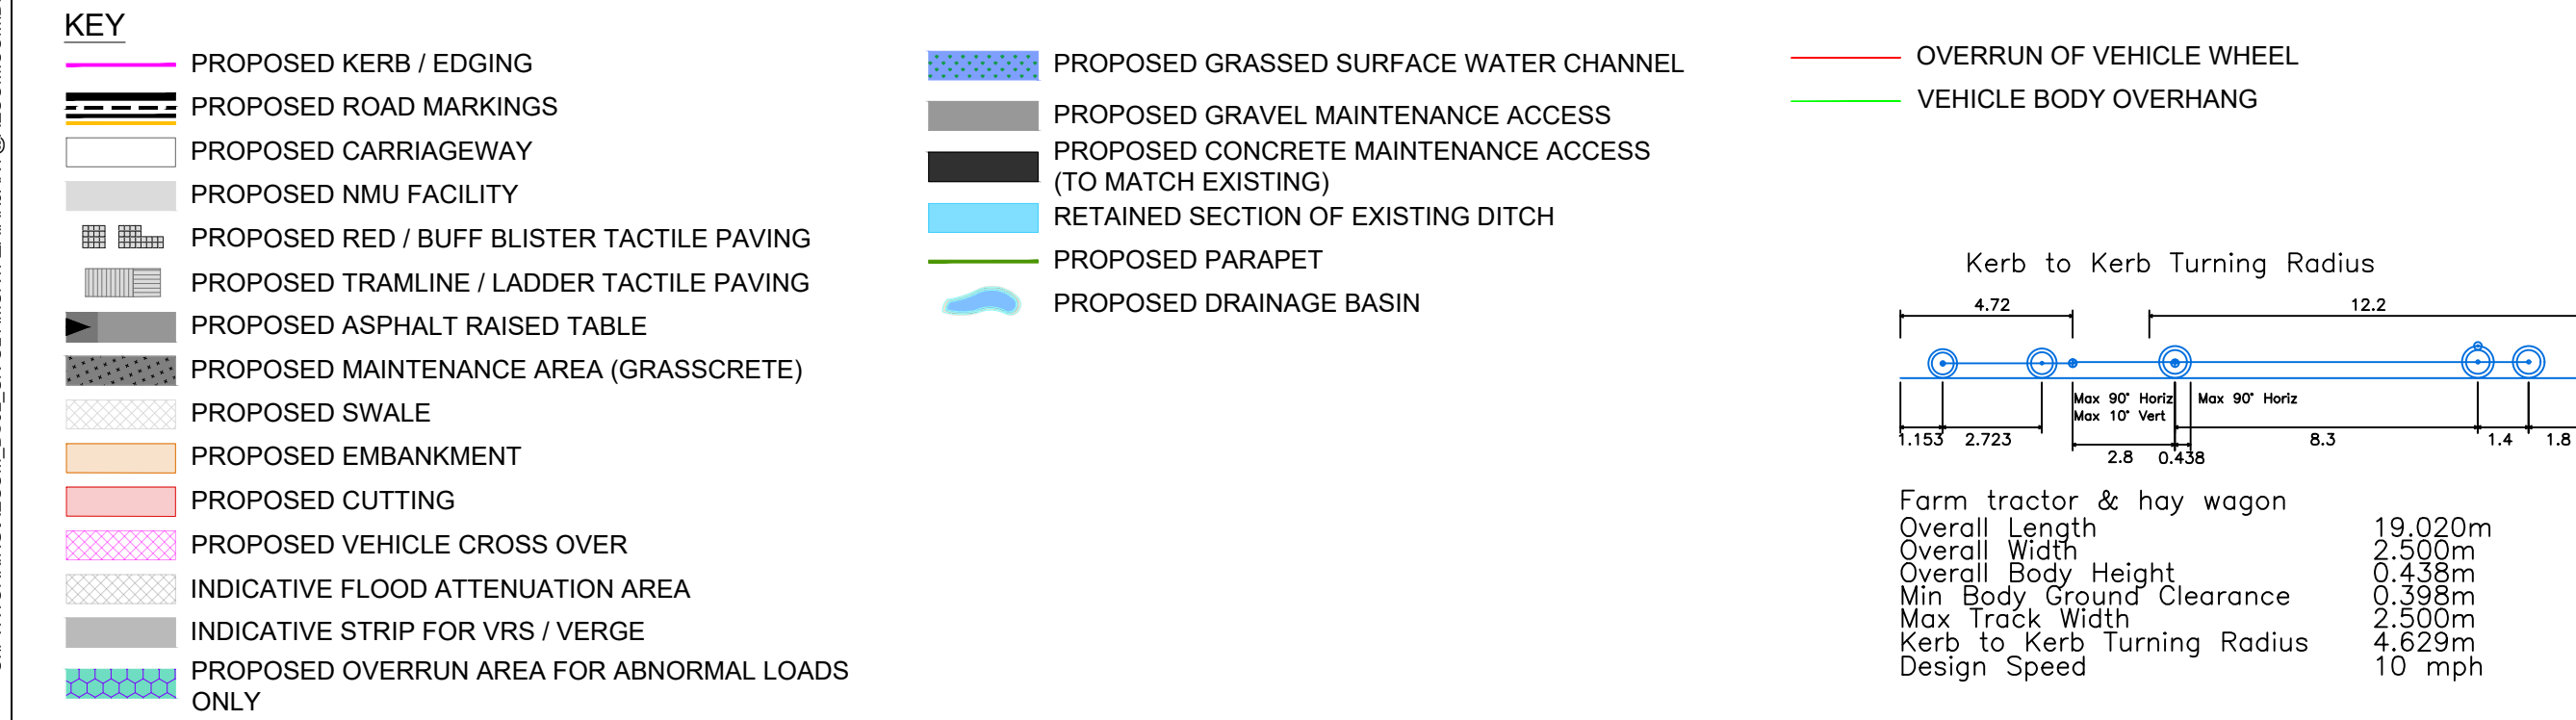 KEY
PROPOSED KERB / EDGING
PROPOSED ROAD MARKINGS
PROPOSED CARRIAGEWAY
PROPOSED NMU FACILITY
PROPOSED RED / BUFF BLISTER TACTILE PAVING
PROPOSED TRAMLINE / LADDER TACTILE PAVING
PROPOSED ASPHALT RAISED TABLE
PROPOSED MAINTENANCE AREA (GRASSCRETE)
PROPOSED SWALE
PROPOSED EMBANKMENT
PROPOSED CUTTING
PROPOSED VEHICLE CROSS OVER
INDICATIVE FLOOD ATTENUATION AREA
INDICATIVE STRIP FOR VRS / VERGE
PROPOSED OVERRUN AREA FOR ABNORMAL LOADS
ONLY
PROPOSED GRASSED SURFACE WATER CHANNEL
PROPOSED GRAVEL MAINTENANCE ACCESS
PROPOSED CONCRETE MAINTENANCE ACCESS
(TO MATCH EXISTING)
RETAINED SECTION OF EXISTING DITCH
PROPOSED PARAPET
PROPOSED DRAINAGE BASIN
OVERRUN OF VEHICLE WHEEL
VEHICLE BODY OVERHANG
Kerb to Kerb Turning Radius
4.72 12.2
Max 90° Horiz Max 90° Horiz
Max 10° Vert
1.153 2.723 8.3 1.4 1.8
2.8 0.438
Farm tractor & hay wagon
Overall Length 19.020m
Overall Width 2.500m
Overall Body Height 0.438m
Min Body Ground Clearance 0.398m
Max Track Width 2.500m
Kerb to Kerb Turning Radius 4.629m
Design Speed 10 mph